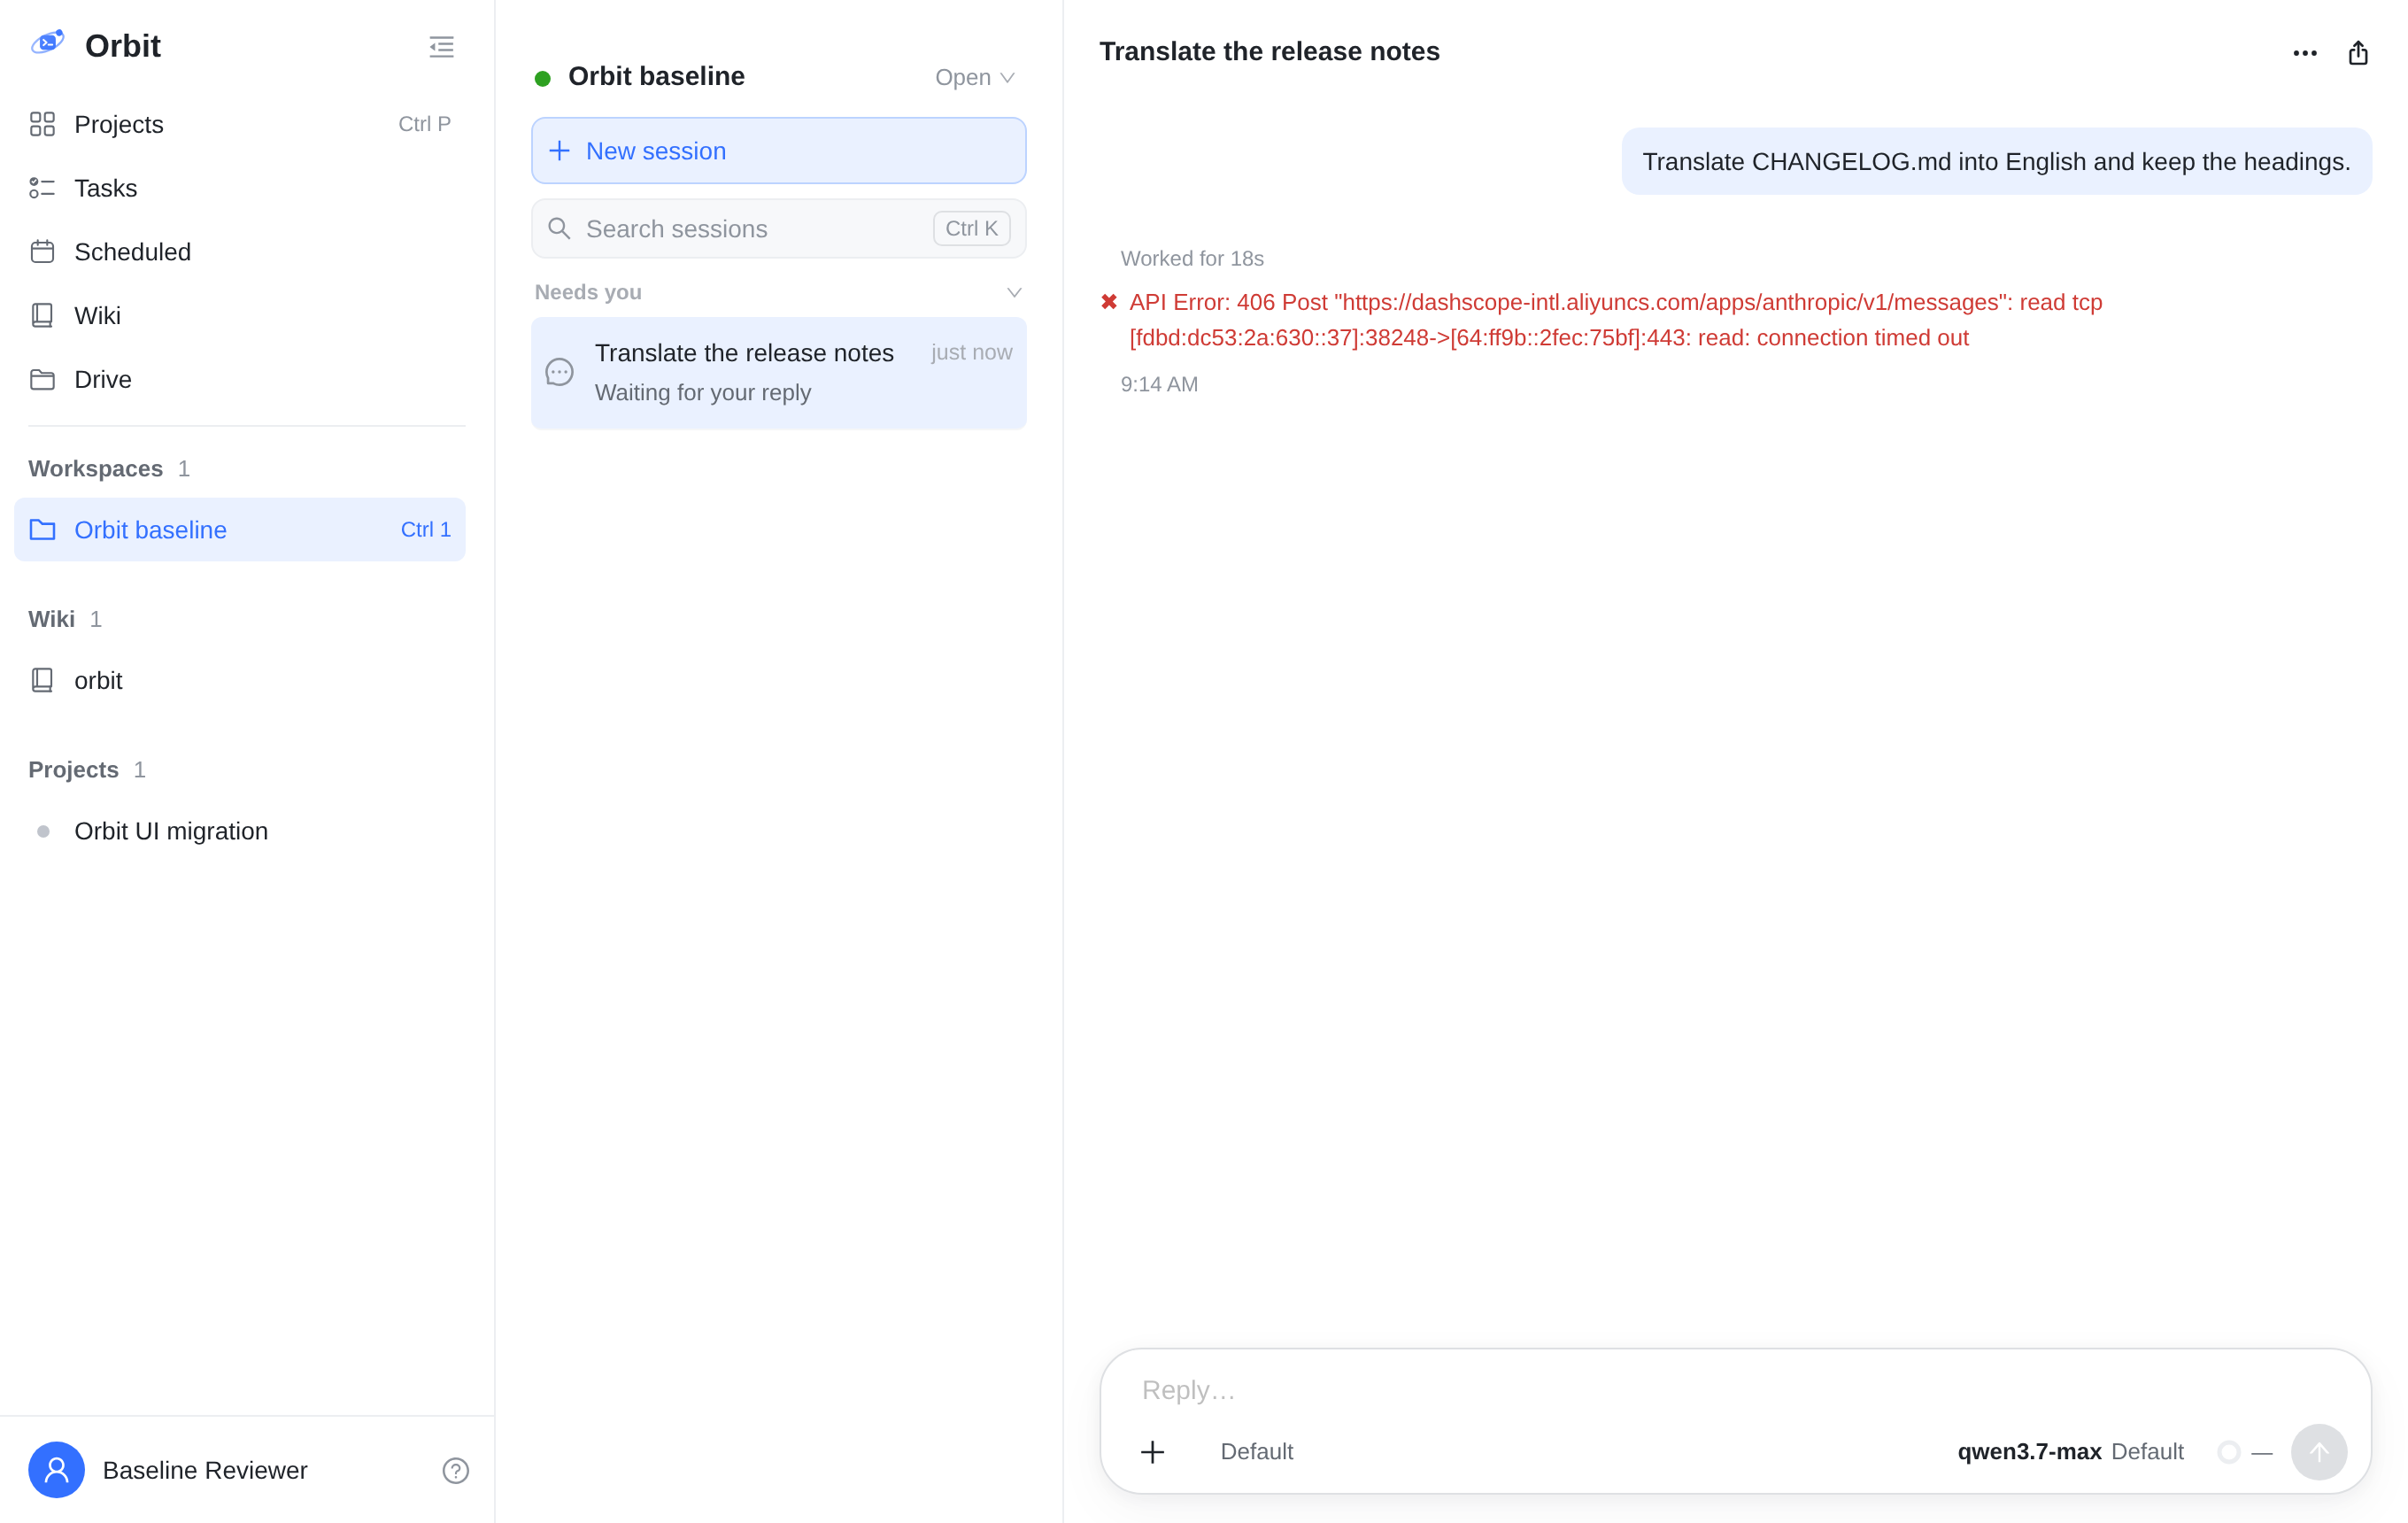 Orbit
Projects Ctrl P
Tasks
Scheduled
Wiki
Drive
Workspaces 1
Orbit baseline Ctrl 1
Wiki 1
orbit
Projects 1
Orbit UI migration
Baseline Reviewer
Orbit baseline Open
New session
Search sessions Ctrl K
Needs you
Translate the release notes just now
Waiting for your reply
Translate the release notes
Translate CHANGELOG.md into English and keep the headings.
Worked for 18s
✖ API Error: 406 Post "https://dashscope-intl.aliyuncs.com/apps/anthropic/v1/messages": read tcp
[fdbd:dc53:2a:630::37]:38248->[64:ff9b::2fec:75bf]:443: read: connection timed out
9:14 AM
Reply…
Default qwen3.7-max Default —